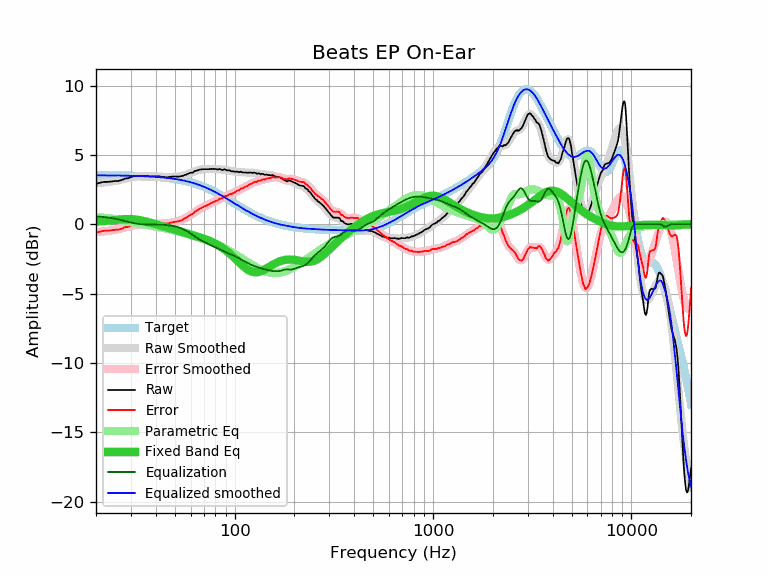 Beats EP On-Ear
10
5
0
−5
−10
−15
−20
Amplitude (dBr)
Target
Raw Smoothed
Error Smoothed
Raw
Error
Parametric Eq
Fixed Band Eq
Equalization
Equalized smoothed
100 1000 10000
Frequency (Hz)